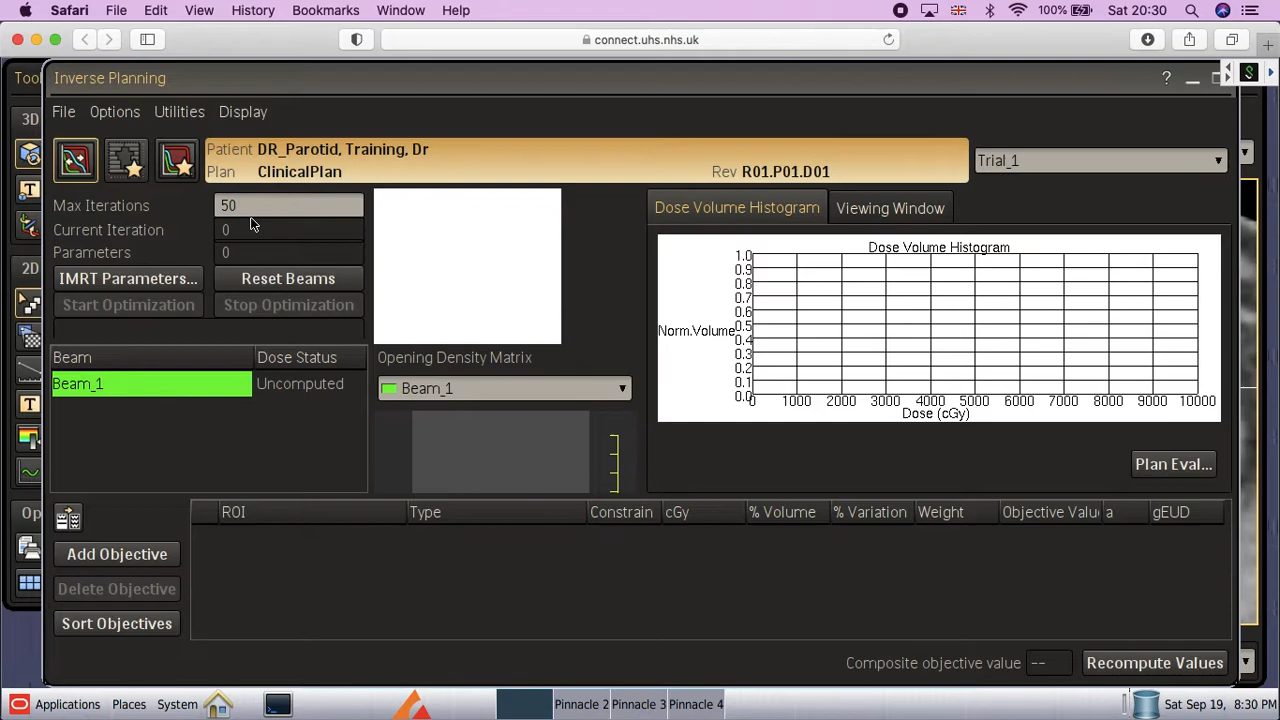 Safari File Edit View History Bookmarks Window Help 100% Sat 20:30
connect.uhs.nhs.uk
Inverse Planning ?
File Options Utilities Display
Patient DR_Parotid, Training, Dr
Plan ClinicalPlan Rev R01.P01.D01
Trial_1
Max Iterations 50
Current Iteration 0
Parameters 0
IMRT Parameters... Reset Beams
Start Optimization Stop Optimization
Beam Dose Status
Beam_1 Uncomputed
Opening Density Matrix
Beam_1
Dose Volume Histogram Viewing Window
Dose Volume Histogram
1.0
0.9
0.8
0.7
0.6
0.5
0.4
0.3
0.2
0.1
0.0
Norm.Volume
0 1000 2000 3000 4000 5000 6000 7000 8000 9000 10000
Dose (cGy)
Plan Eval...
ROI Type Constrain cGy % Volume % Variation Weight Objective Valu a gEUD
Add Objective
Delete Objective
Sort Objectives
Composite objective value -- Recompute Values
Too
3D
T
2D
T
Op
S
Applications Places System Pinnacle 2 Pinnacle 3 Pinnacle 4 Sat Sep 19, 8:30 PM